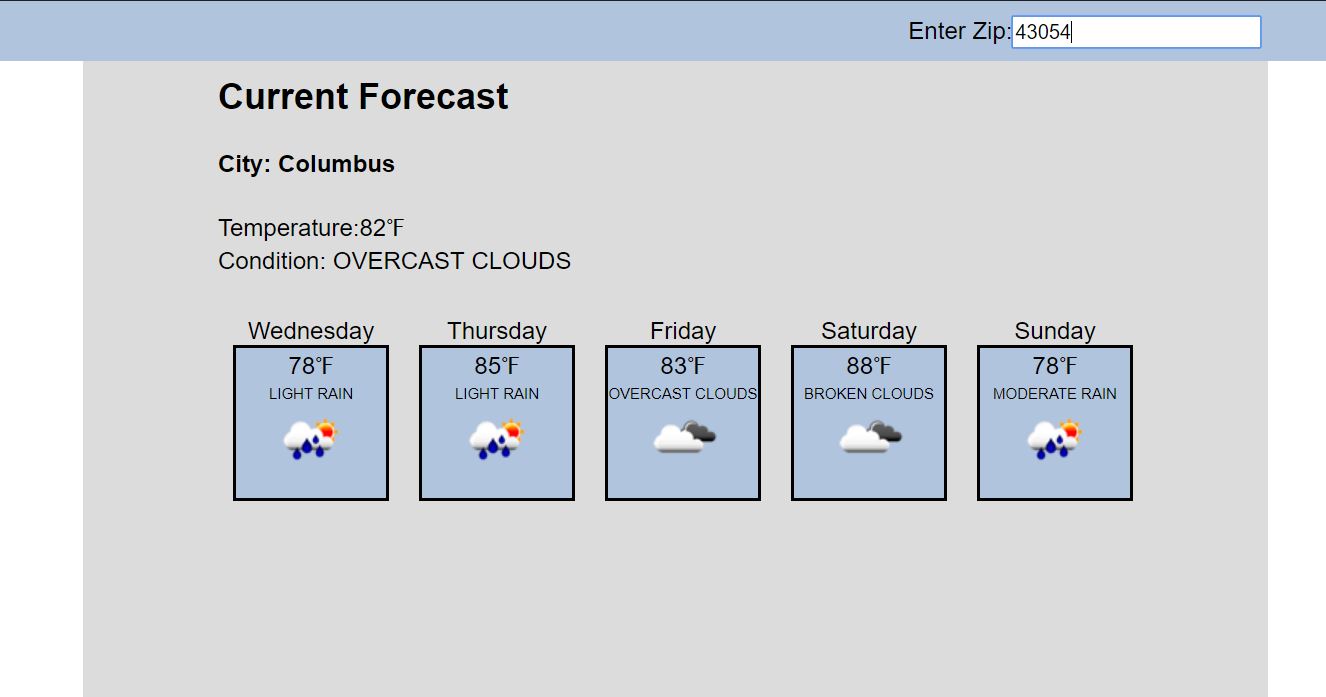 Enter Zip:43054
Current Forecast
City: Columbus
Temperature:82℉
Condition: OVERCAST CLOUDS
Wednesday Thursday Friday Saturday Sunday
78℉ 85℉ 83℉ 88℉ 78℉
LIGHT RAIN LIGHT RAIN OVERCAST CLOUDS BROKEN CLOUDS MODERATE RAIN